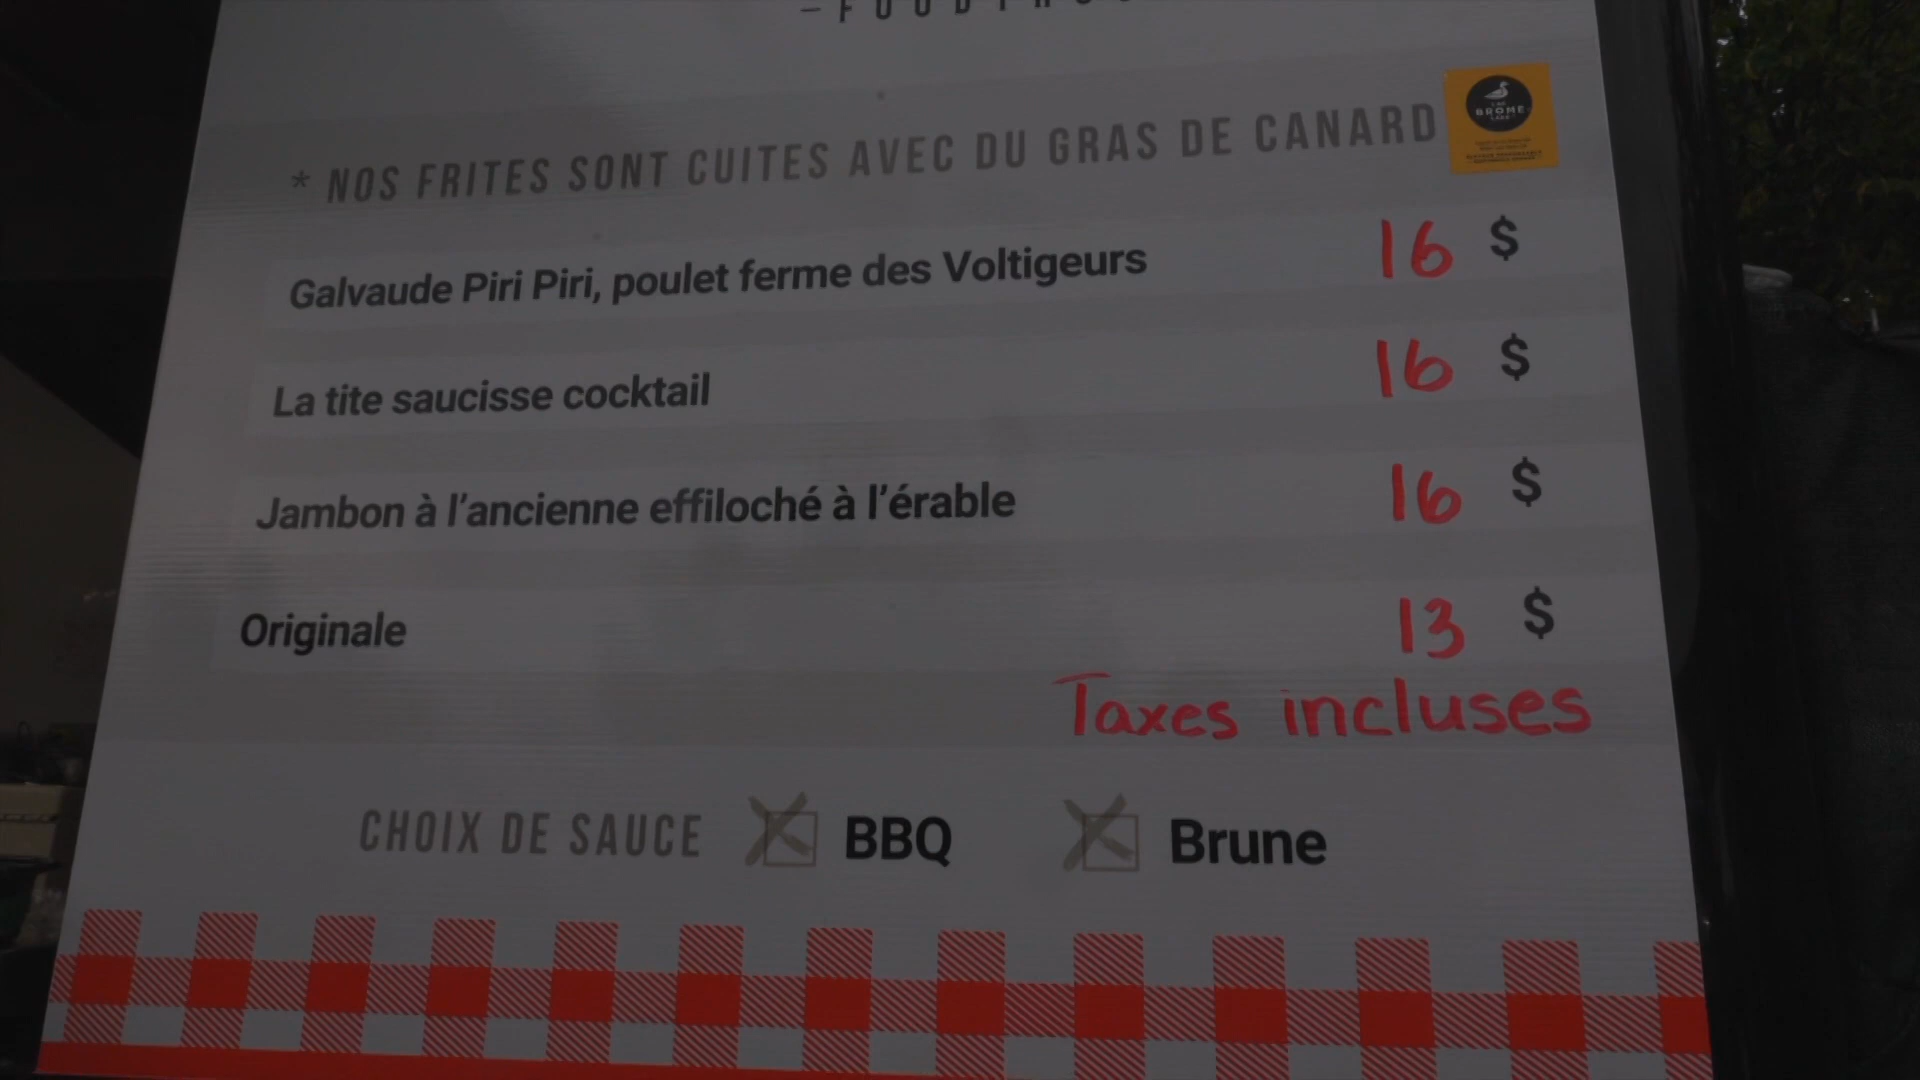 * NOS FRITES SONT CUITES AVEC DU GRAS DE CANARD
BROME
Galvaude Piri Piri, poulet ferme des Voltigeurs 16 $
La tite saucisse cocktail 16 $
Jambon à l'ancienne effiloché à l'érable 16 $
Originale 13 $
Taxes incluses
CHOIX DE SAUCE BBQ Brune